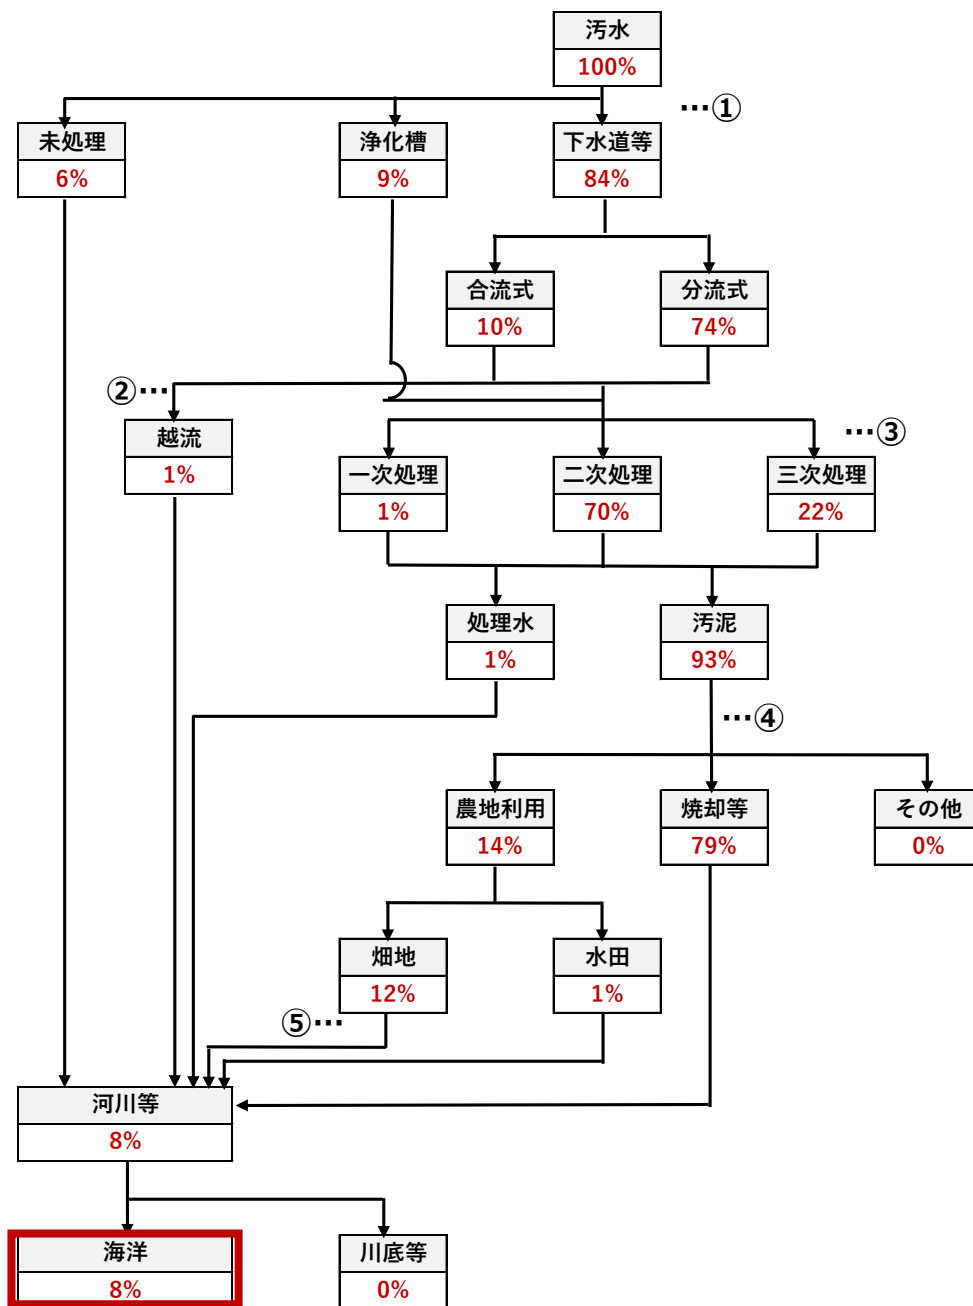 汚水
100%
…①
未処理
6%
浄化槽
9%
下水道等
84%
合流式
10%
分流式
74%
②…
越流
1%
…③
一次処理
1%
二次処理
70%
三次処理
22%
処理水
1%
汚泥
93%
…④
農地利用
14%
焼却等
79%
その他
0%
畑地
12%
水田
1%
⑤…
河川等
8%
海洋
8%
川底等
0%